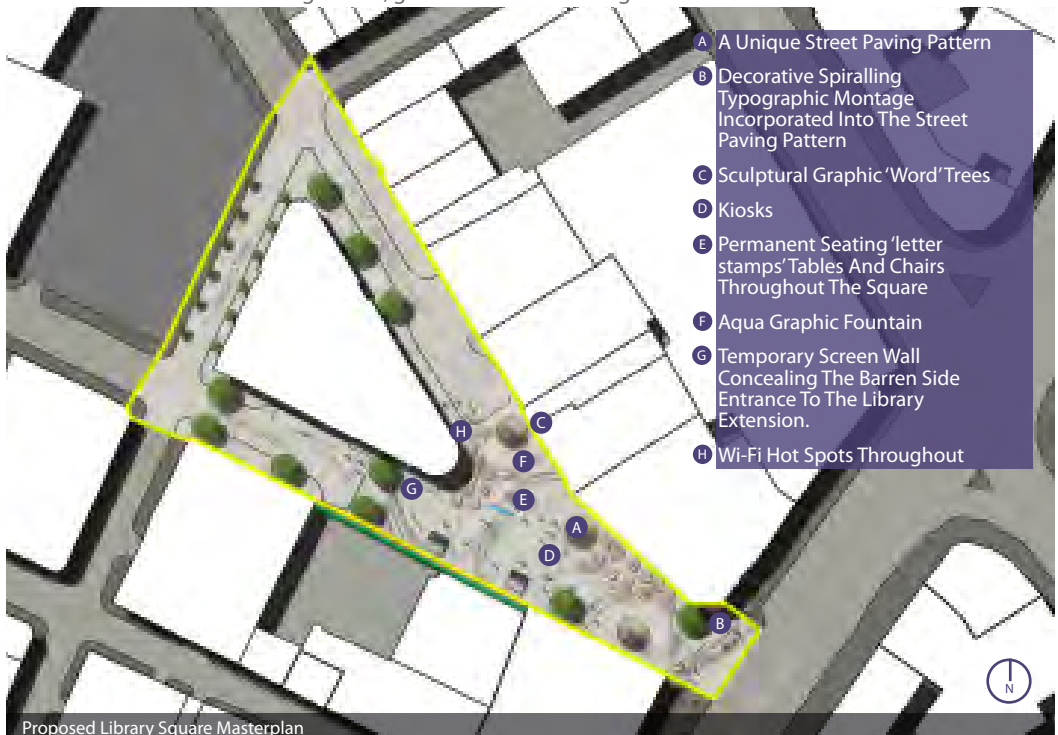 A A Unique Street Paving Pattern
B Decorative Spiralling
Typographic Montage
Incorporated Into The Street
Paving Pattern
C Sculptural Graphic 'Word' Trees
D Kiosks
E Permanent Seating 'letter
stamps' Tables And Chairs
Throughout The Square
F Aqua Graphic Fountain
G Temporary Screen Wall
Concealing The Barren Side
Entrance To The Library
Extension.
H Wi-Fi Hot Spots Throughout
C
H
F
G
E
A
D
B
N
Proposed Library Square Masterplan